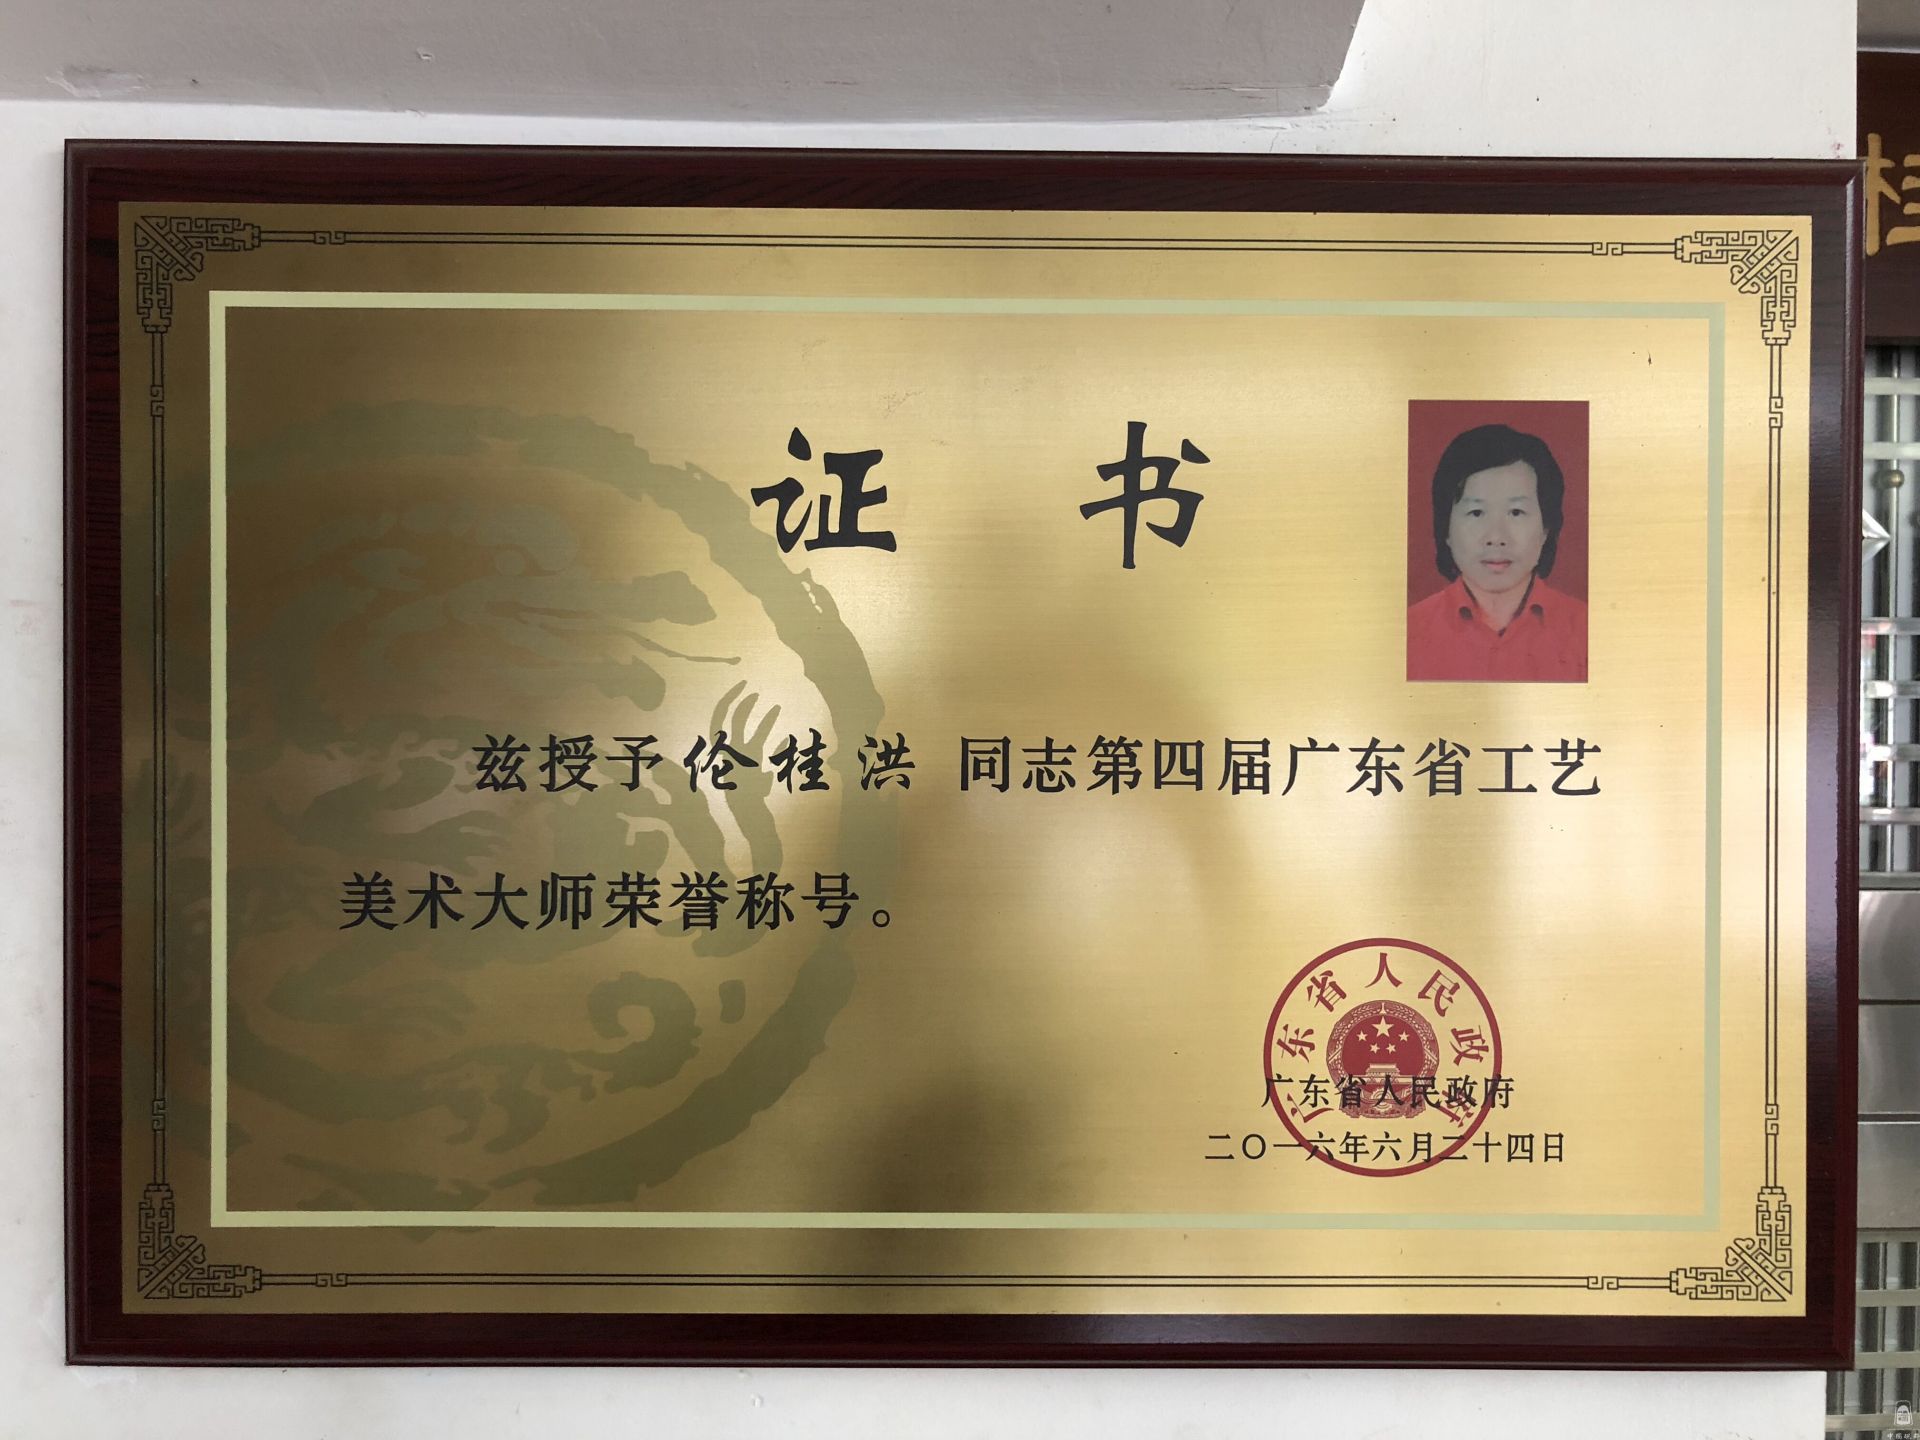 证 书
兹授予 伦桂洪 同志第四届广东省工艺
美术大师荣誉称号。
广东省人民政府
广东省人民政府
二〇一六年六月二十四日
桂